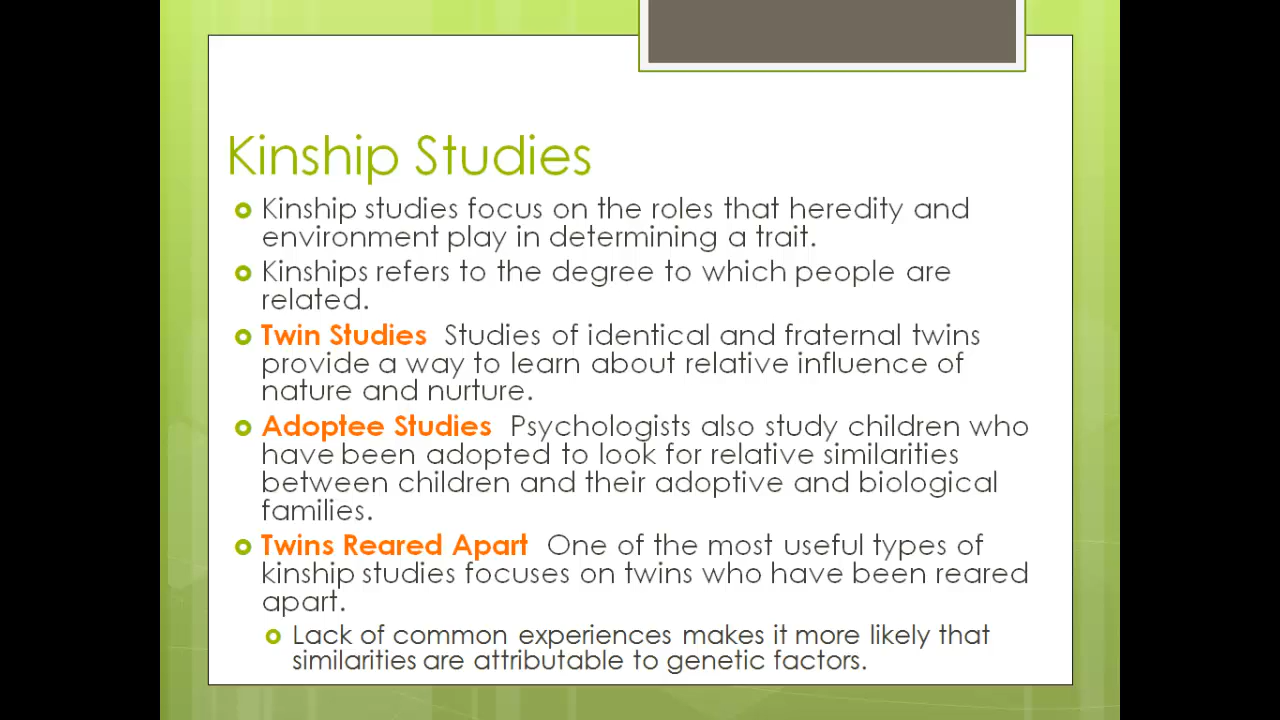 Kinship Studies
Kinship studies focus on the roles that heredity and
environment play in determining a trait.
Kinships refers to the degree to which people are
related.
Twin Studies Studies of identical and fraternal twins
provide a way to learn about relative influence of
nature and nurture.
Adoptee Studies Psychologists also study children who
have been adopted to look for relative similarities
between children and their adoptive and biological
families.
Twins Reared Apart One of the most useful types of
kinship studies focuses on twins who have been reared
apart.
Lack of common experiences makes it more likely that
similarities are attributable to genetic factors.